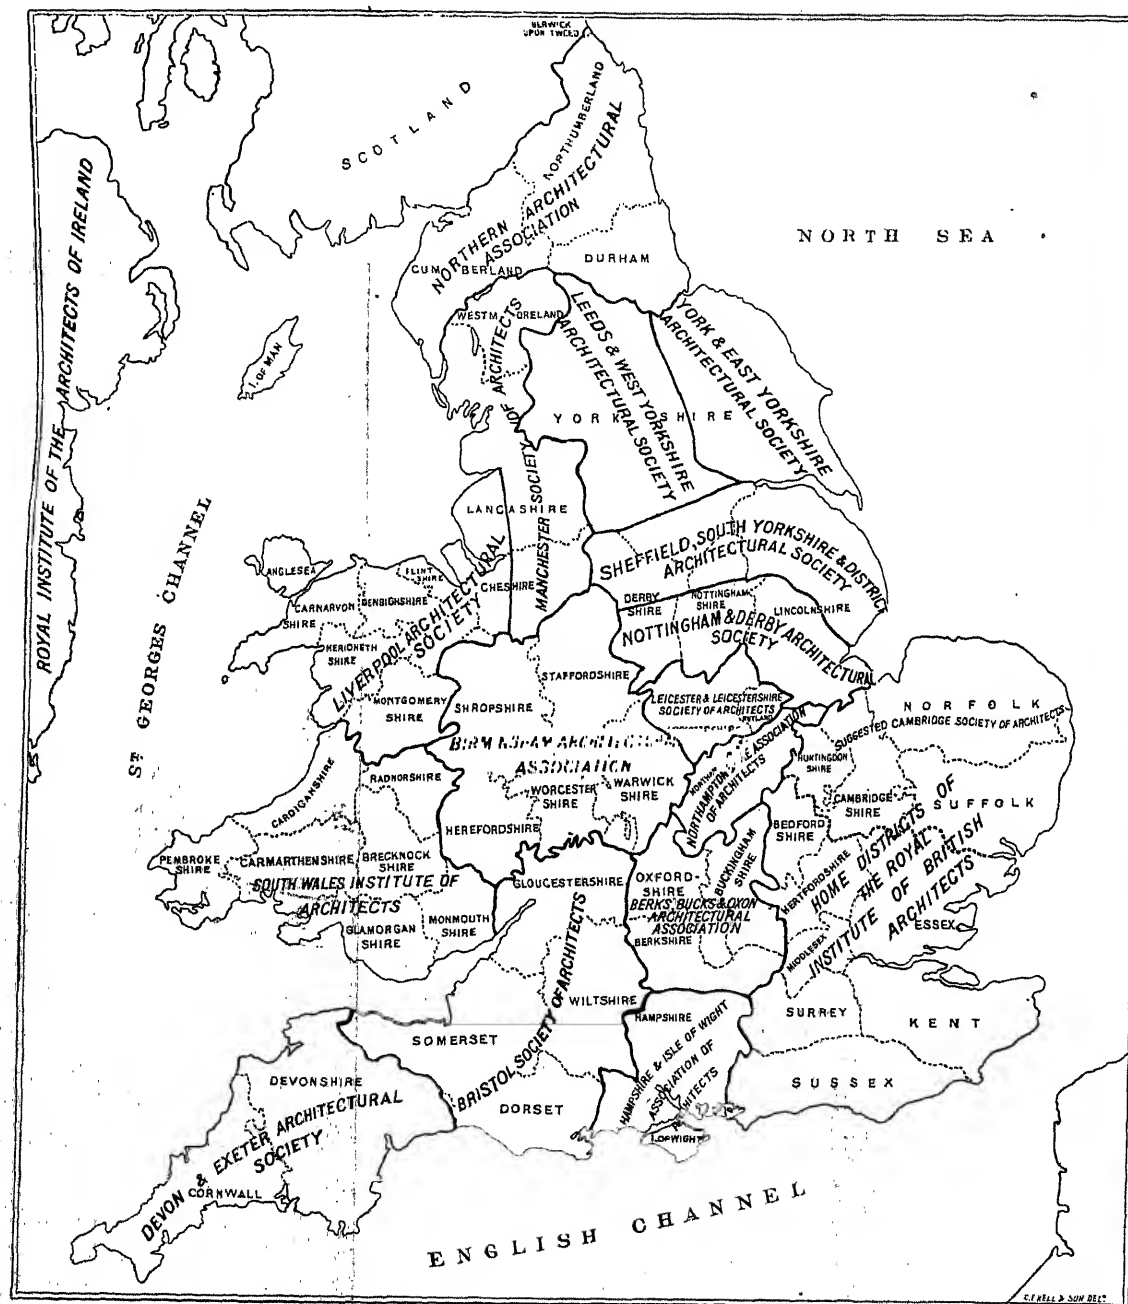 BERWICK
UPON TWEED
SCOTLAND
NORTHUMBERLAND
NORTHERN ARCHITECTURAL
ASSOCIATION
CUMBERLAND
DURHAM
NORTH SEA
ROYAL INSTITUTE OF THE ARCHITECTS OF IRELAND
I. OF MAN
WESTMORELAND
MANCHESTER SOCIETY OF ARCHITECTS
LEEDS & WEST YORKSHIRE
ARCHITECTURAL SOCIETY
YORK & EAST YORKSHIRE
ARCHITECTURAL SOCIETY
YORKSHIRE
LANCASHIRE
ST GEORGES CHANNEL
SHEFFIELD, SOUTH YORKSHIRE & DISTRICT
ARCHITECTURAL SOCIETY
ANGLESEA
FLINT
SHIRE
CARNARVON
SHIRE
DENBIGHSHIRE
CHESHIRE
DERBY
SHIRE
NOTTINGHAM
SHIRE
LINCOLNSHIRE
MERIONETH
SHIRE
LIVERPOOL ARCHITECTURAL
SOCIETY
NOTTINGHAM & DERBY ARCHITECTURAL
SOCIETY
MONTGOMERY
SHIRE
SHROPSHIRE
STAFFORDSHIRE
LEICESTER & LEICESTERSHIRE
SOCIETY OF ARCHITECTS
RUTLAND
NORFOLK
SUGGESTED CAMBRIDGE SOCIETY OF ARCHITECTS
ARCHITECTURAL
ASSOCIATION
NORTHAMPTON
ASSOCIATION
OF ARCHITECTS
HUNTINGDON
SHIRE
CARDIGANSHIRE
RADNORSHIRE
WORCESTER
SHIRE
WARWICK
SHIRE
CAMBRIDGE
SHIRE
SUFFOLK
BEDFORD
SHIRE
HEREFORDSHIRE
PEMBROKE
SHIRE
CARMARTHENSHIRE
BRECKNOCK
SHIRE
SOUTH WALES INSTITUTE OF
ARCHITECTS
GLOUCESTERSHIRE
OXFORD-
SHIRE
BUCKINGHAM
SHIRE
BERKS, BUCKS & OXON
ARCHITECTURAL
ASSOCIATION
BERKSHIRE
HERTFORDSHIRE
HOME DISTRICTS OF
THE ROYAL
INSTITUTE OF BRITISH
ARCHITECTS
ESSEX
MIDDLESEX
MONMOUTH
SHIRE
GLAMORGAN
SHIRE
WILTSHIRE
HAMPSHIRE
SURREY
KENT
SOMERSET
BRISTOL SOCIETY OF ARCHITECTS
HAMPSHIRE & ISLE OF WIGHT
ASSOCIATION OF
ARCHITECTS
SUSSEX
DEVONSHIRE
DORSET
I. OF WIGHT
DEVON & EXETER ARCHITECTURAL
SOCIETY
CORNWALL
ENGLISH CHANNEL
C.F. KELL & SON DELT